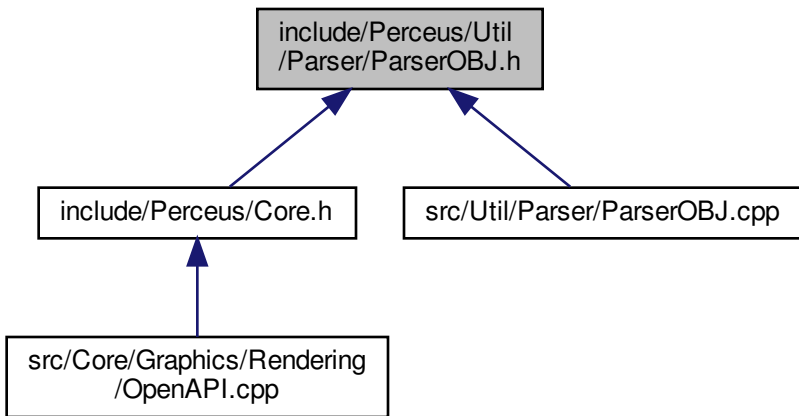 include/Perceus/Util
/Parser/ParserOBJ.h
include/Perceus/Core.h
src/Util/Parser/ParserOBJ.cpp
src/Core/Graphics/Rendering
/OpenAPI.cpp